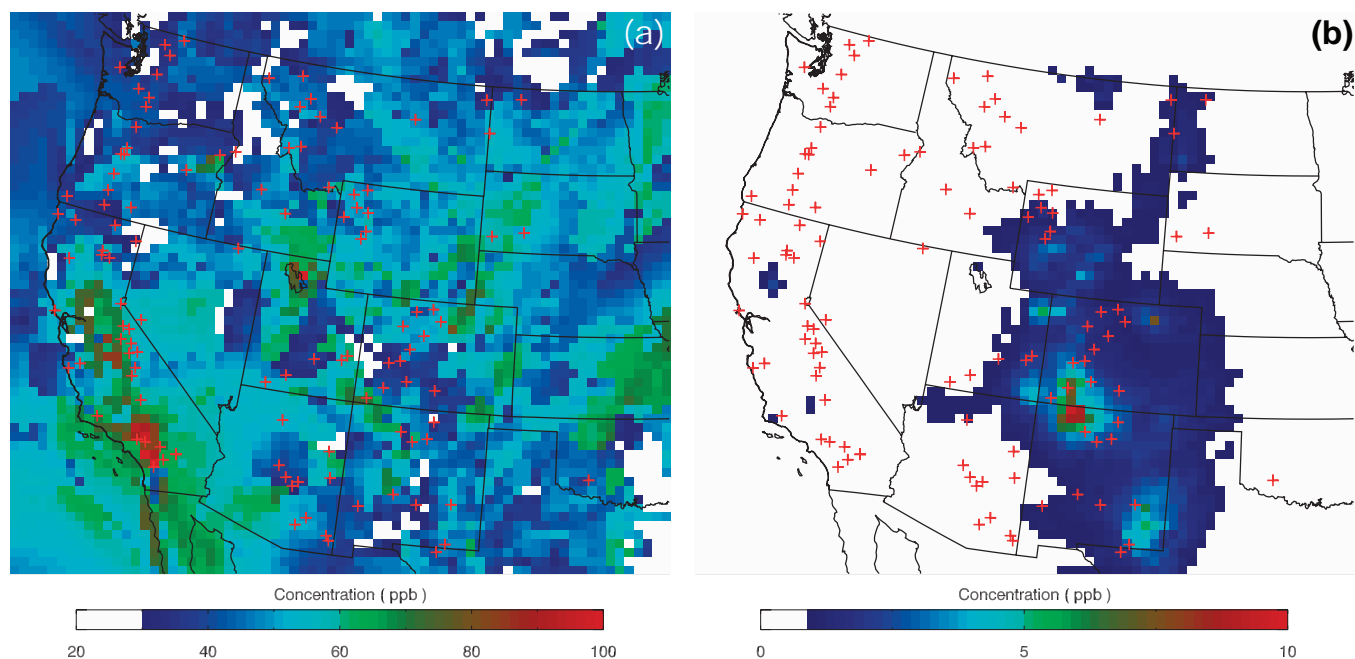 (a)
(b)
Concentration ( ppb )
20 40 60 80 100
Concentration ( ppb )
0 5 10